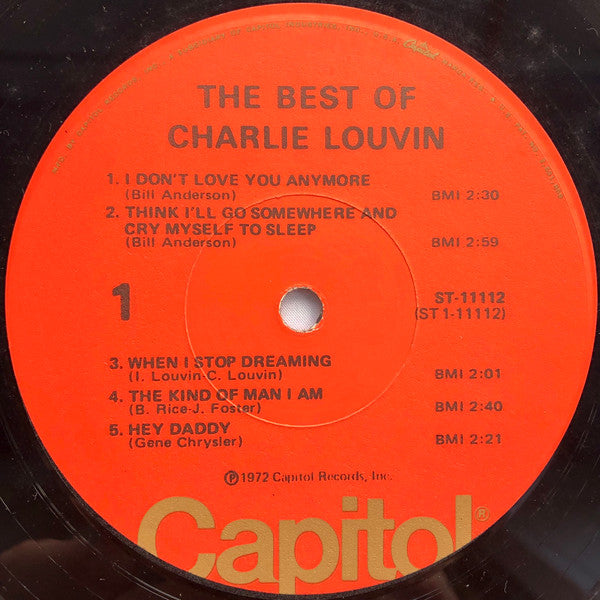 THE BEST OF
CHARLIE LOUVIN
1. I DON'T LOVE YOU ANYMORE
(Bill Anderson) BMI 2:30
2. THINK I'LL GO SOMEWHERE AND
CRY MYSELF TO SLEEP
(Bill Anderson) BMI 2:59
1
ST-11112
(ST1-11112)
3. WHEN I STOP DREAMING
(I. Louvin-C. Louvin) BMI 2:01
4. THE KIND OF MAN I AM
(B. Rice-J. Foster) BMI 2:40
5. HEY DADDY
(Gene Chrysler) BMI 2:21
℗1972 Capitol Records, Inc.
Capitol®